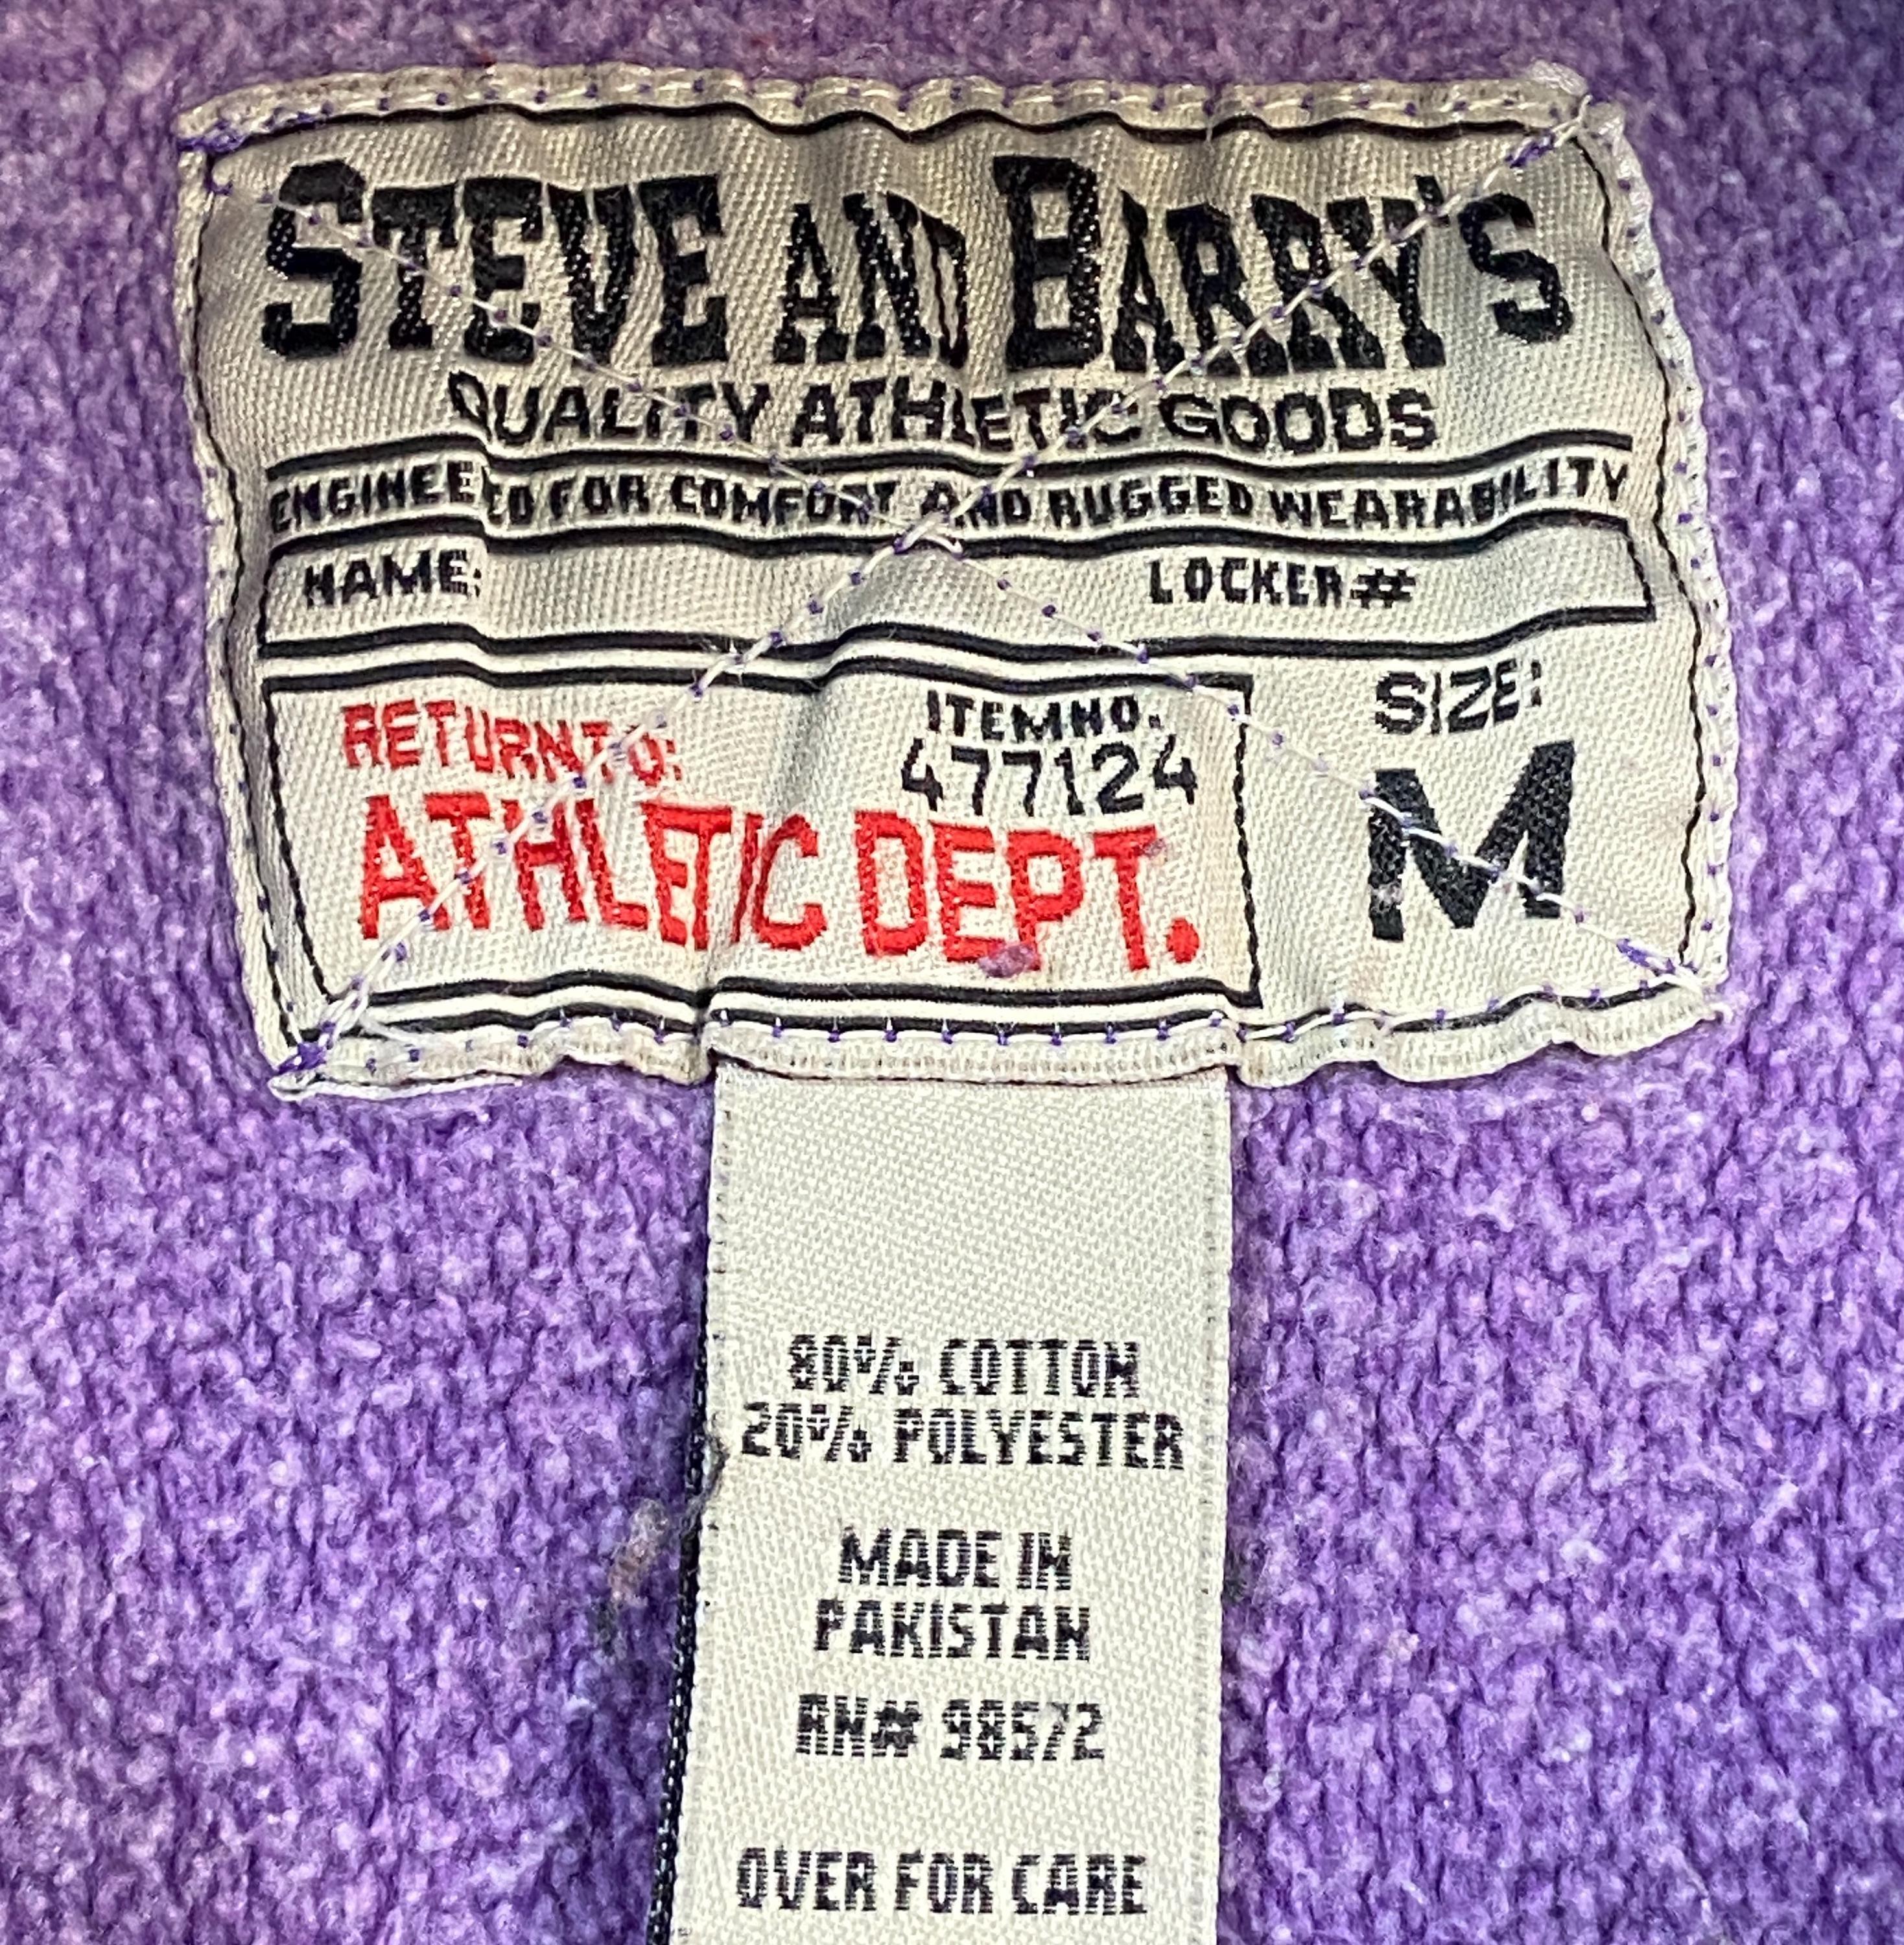 STEVE AND BARRY'S
QUALITY ATHLETIC GOODS
ENGINEERED FOR COMFORT AND RUGGED WEARABILITY
NAME: LOCKER#
RETURN TO: ITEM NO. SIZE:
477124
ATHLETIC DEPT. M
80% COTTON
20% POLYESTER
MADE IN
PAKISTAN
RN# 98572
OVER FOR CARE